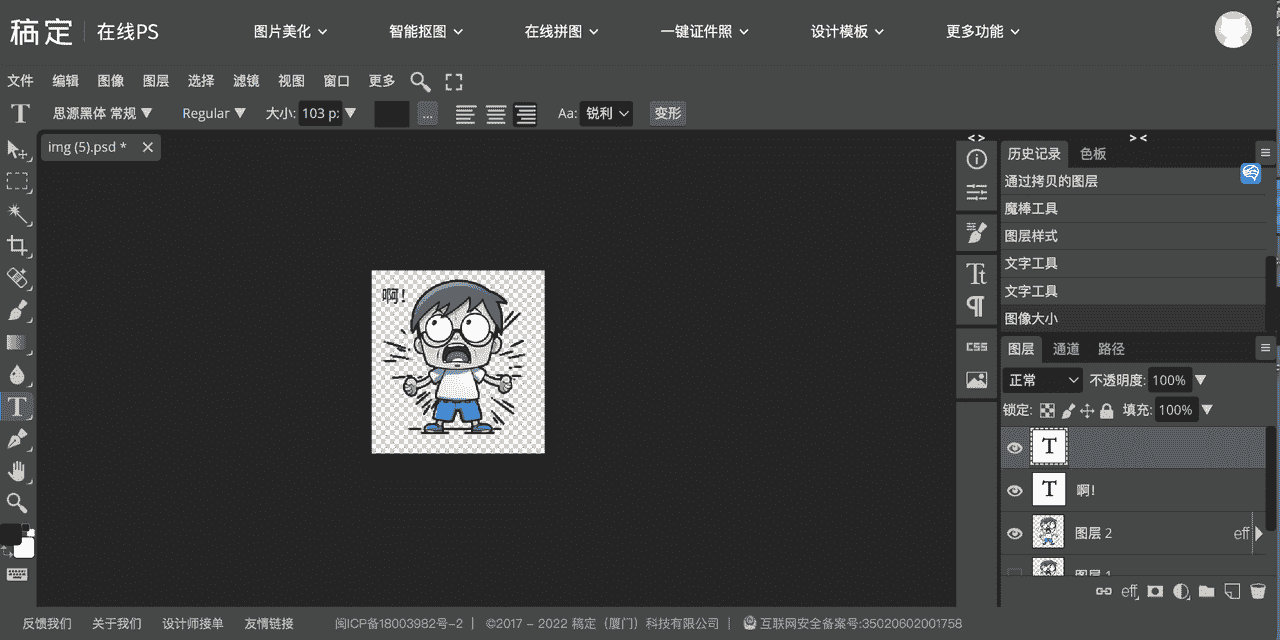 稿定 在线PS 图片美化 智能抠图 在线拼图 一键证件照 设计模板 更多功能
文件 编辑 图像 图层 选择 滤镜 视图 窗口 更多
T 思源黑体 常规 Regular 大小: 103 p: ... Aa: 锐利 变形
img (5).psd *
啊!
T
Tt
CSS
历史记录 色板
通过拷贝的图层
魔棒工具
图层样式
文字工具
文字工具
图像大小
图层 通道 路径
正常 不透明度: 100%
锁定: 填充: 100%
T
T 啊!
图层 2 eff
图层 1
eff
反馈我们 关于我们 设计师接单 友情链接 闽ICP备18003982号-2 | ©2017 - 2022 稿定（厦门）科技有限公司 | 互联网安全备案号:35020602001758